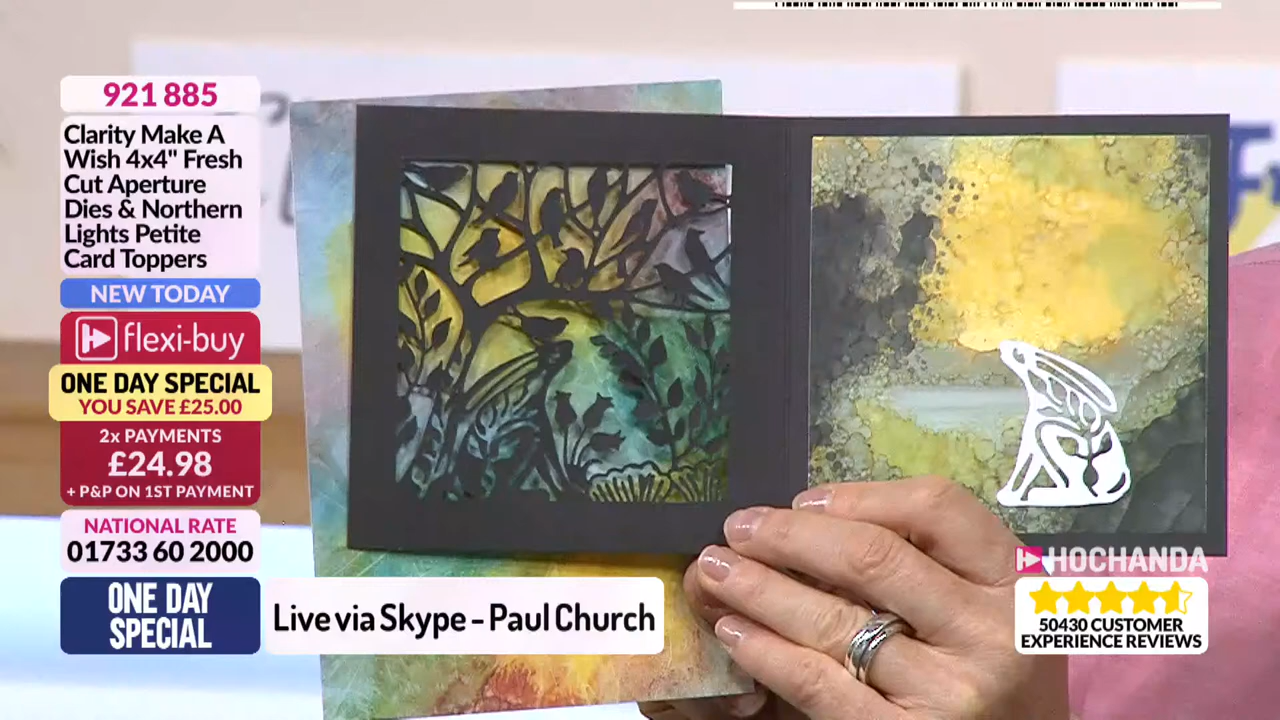 921 885
Clarity Make A
Wish 4x4" Fresh
Cut Aperture
Dies & Northern
Lights Petite
Card Toppers
NEW TODAY
flexi-buy
ONE DAY SPECIAL
YOU SAVE £25.00
2x PAYMENTS
£24.98
+ P&P ON 1ST PAYMENT
NATIONAL RATE
01733 60 2000
ONE DAY
SPECIAL
Live via Skype - Paul Church
HOCHANDA
50430 CUSTOMER
EXPERIENCE REVIEWS